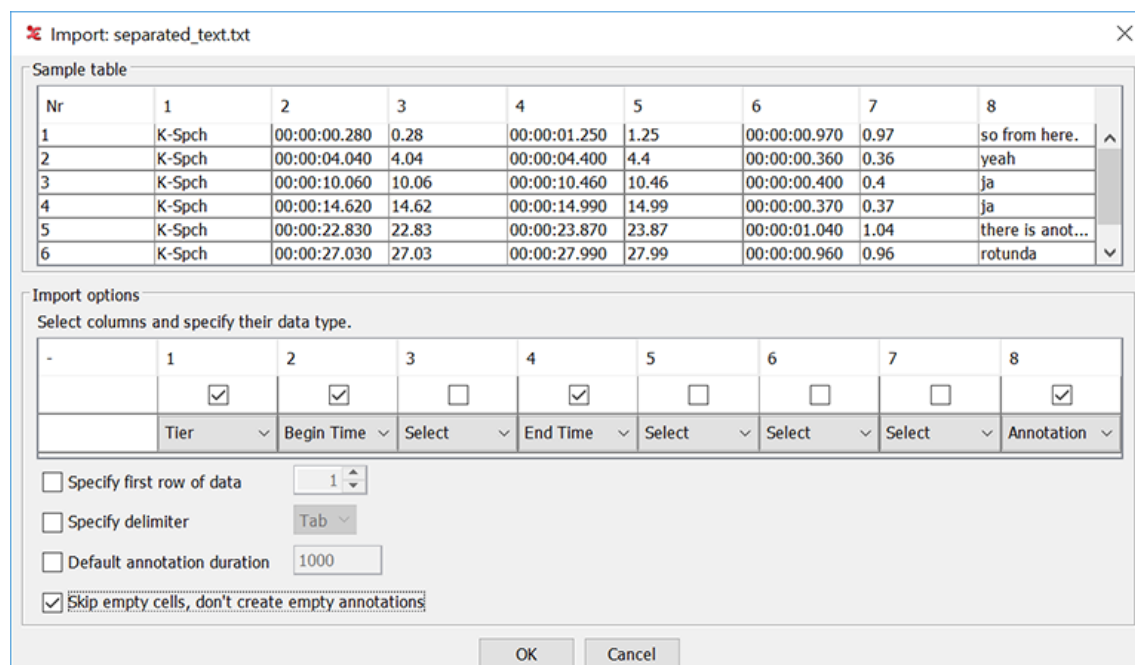 Import: separated_text.txt
Sample table
Nr 1 2 3 4 5 6 7 8
1 K-Spch 00:00:00.280 0.28 00:00:01.250 1.25 00:00:00.970 0.97 so from here.
2 K-Spch 00:00:04.040 4.04 00:00:04.400 4.4 00:00:00.360 0.36 yeah
3 K-Spch 00:00:10.060 10.06 00:00:10.460 10.46 00:00:00.400 0.4 ja
4 K-Spch 00:00:14.620 14.62 00:00:14.990 14.99 00:00:00.370 0.37 ja
5 K-Spch 00:00:22.830 22.83 00:00:23.870 23.87 00:00:01.040 1.04 there is anot...
6 K-Spch 00:00:27.030 27.03 00:00:27.990 27.99 00:00:00.960 0.96 rotunda
Import options
Select columns and specify their data type.
- 1 2 3 4 5 6 7 8
Tier Begin Time Select End Time Select Select Select Annotation
Specify first row of data 1
Specify delimiter Tab
Default annotation duration 1000
Skip empty cells, don't create empty annotations
OK Cancel